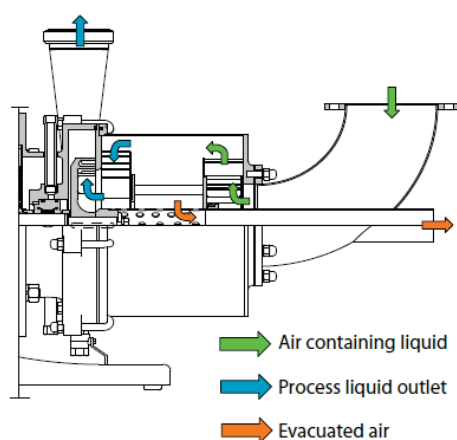 Air containing liquid
Process liquid outlet
Evacuated air